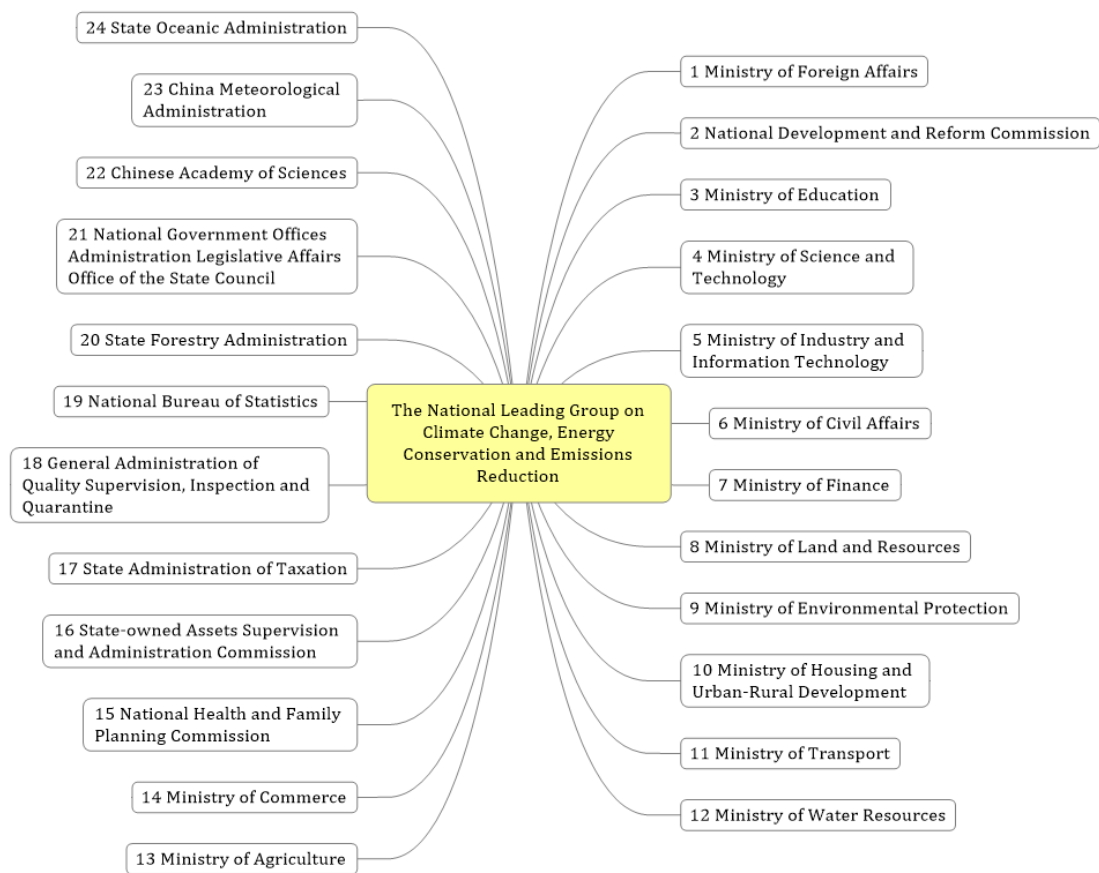 24 State Oceanic Administration
23 China Meteorological
Administration
22 Chinese Academy of Sciences
21 National Government Offices
Administration Legislative Affairs
Office of the State Council
20 State Forestry Administration
19 National Bureau of Statistics
18 General Administration of
Quality Supervision, Inspection and
Quarantine
17 State Administration of Taxation
16 State-owned Assets Supervision
and Administration Commission
15 National Health and Family
Planning Commission
14 Ministry of Commerce
13 Ministry of Agriculture
The National Leading Group on
Climate Change, Energy
Conservation and Emissions
Reduction
1 Ministry of Foreign Affairs
2 National Development and Reform Commission
3 Ministry of Education
4 Ministry of Science and
Technology
5 Ministry of Industry and
Information Technology
6 Ministry of Civil Affairs
7 Ministry of Finance
8 Ministry of Land and Resources
9 Ministry of Environmental Protection
10 Ministry of Housing and
Urban-Rural Development
11 Ministry of Transport
12 Ministry of Water Resources